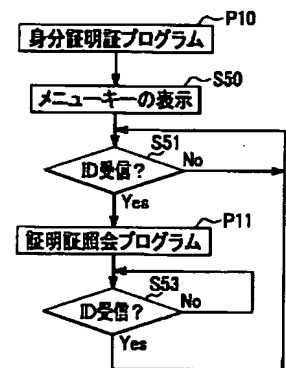 P10
身分証明証プログラム
S50
メニューキーの表示
S51
ID受信?
No
Yes
P11
証明証照会プログラム
S53
ID受信?
No
Yes